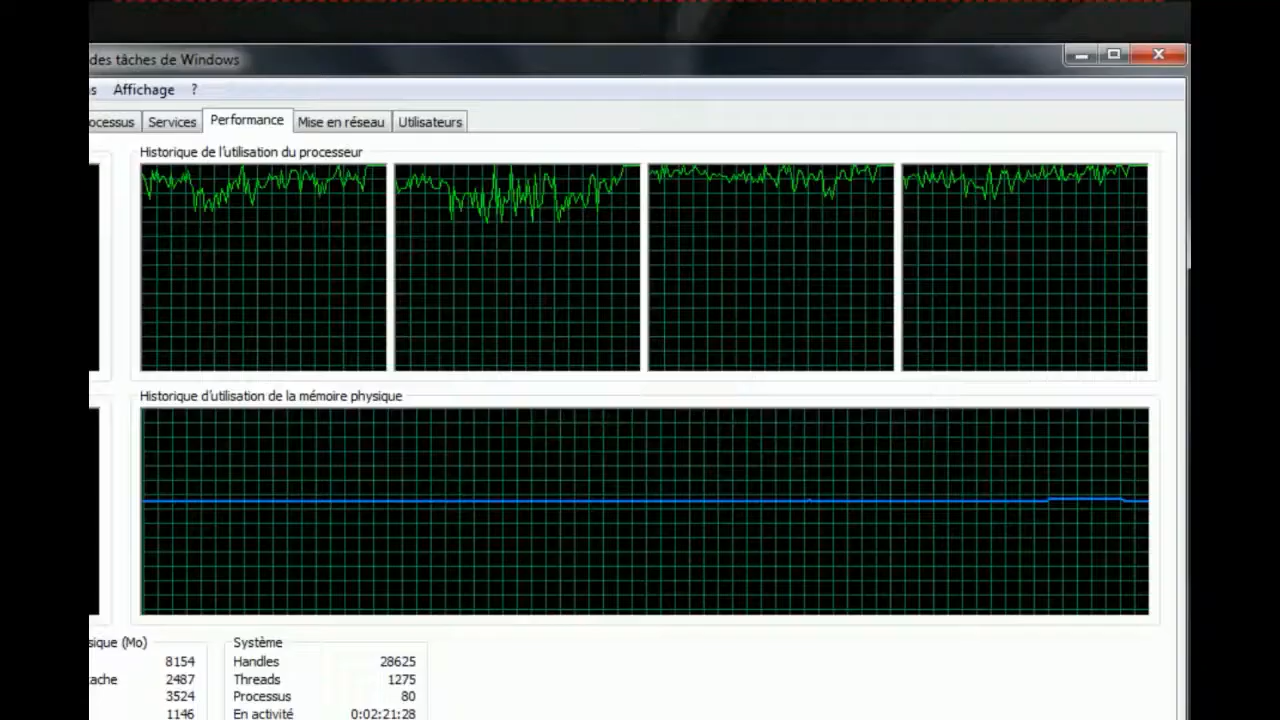 des tâches de Windows
s Affichage ?
ocessus Services Performance Mise en réseau Utilisateurs
Historique de l'utilisation du processeur
Historique d'utilisation de la mémoire physique
sique (Mo)
8154
ache 2487
3524
1146
Système
Handles 28625
Threads 1275
Processus 80
En activité 0:02:21:28